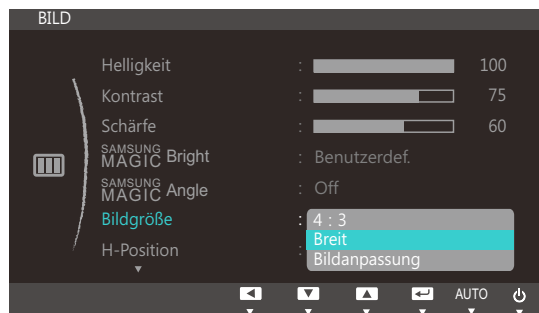 BILD
Helligkeit : 100
Kontrast : 75
Schärfe : 60
SAMSUNG MAGIC Bright : Benutzerdef.
SAMSUNG MAGIC Angle : Off
Bildgröße : 4 : 3
Breit
H-Position : Bildanpassung
AUTO